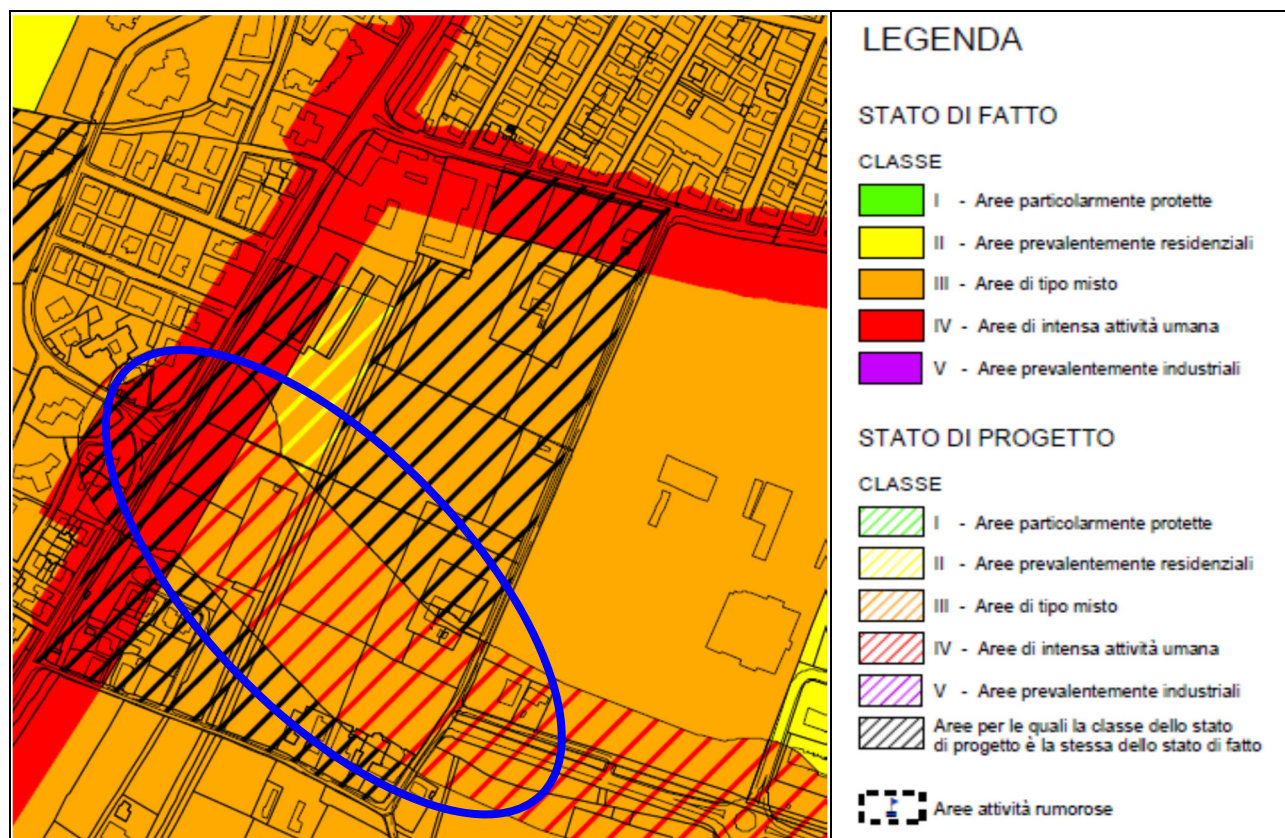 LEGENDA
STATO DI FATTO
CLASSE
I - Aree particolarmente protette
II - Aree prevalentemente residenziali
III - Aree di tipo misto
IV - Aree di intensa attività umana
V - Aree prevalentemente industriali
STATO DI PROGETTO
CLASSE
I - Aree particolarmente protette
II - Aree prevalentemente residenziali
III - Aree di tipo misto
IV - Aree di intensa attività umana
V - Aree prevalentemente industriali
Aree per le quali la classe dello stato
di progetto è la stessa dello stato di fatto
Aree attività rumorose